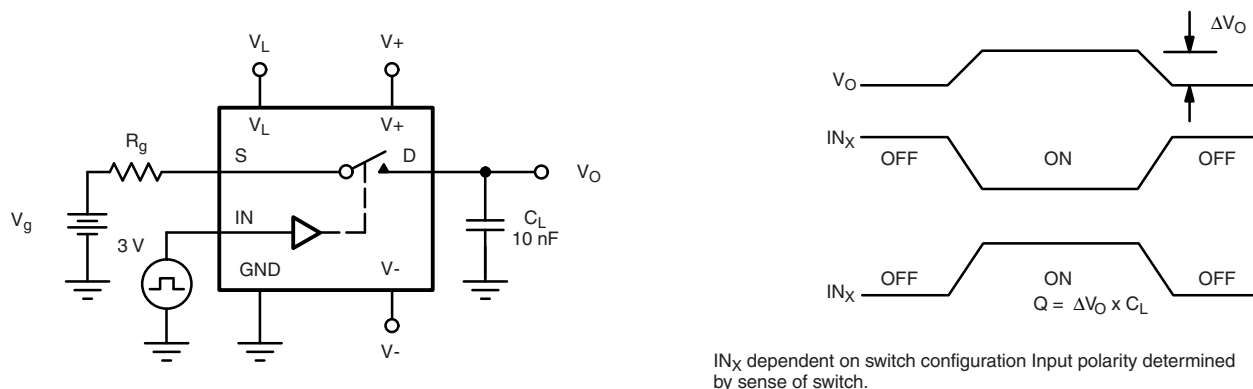 V_L
V+
V_L
V+
R_g
S
D
V_O
V_g
3 V
IN
C_L
10 nF
GND
V-
V-
ΔV_O
V_O
IN_X
OFF
ON
OFF
OFF
ON
OFF
IN_X
Q = ΔV_O x C_L
IN_X dependent on switch configuration Input polarity determined
by sense of switch.